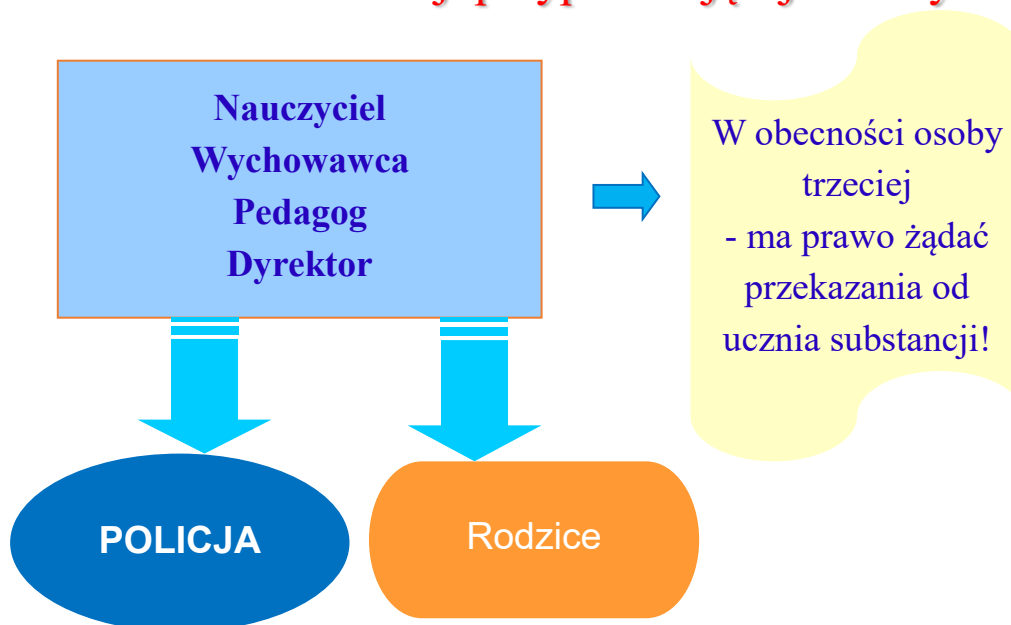 Nauczyciel
Wychowawca
Pedagog
Dyrektor
W obecności osoby
trzeciej
- ma prawo żądać
przekazania od
ucznia substancji!
POLICJA
Rodzice